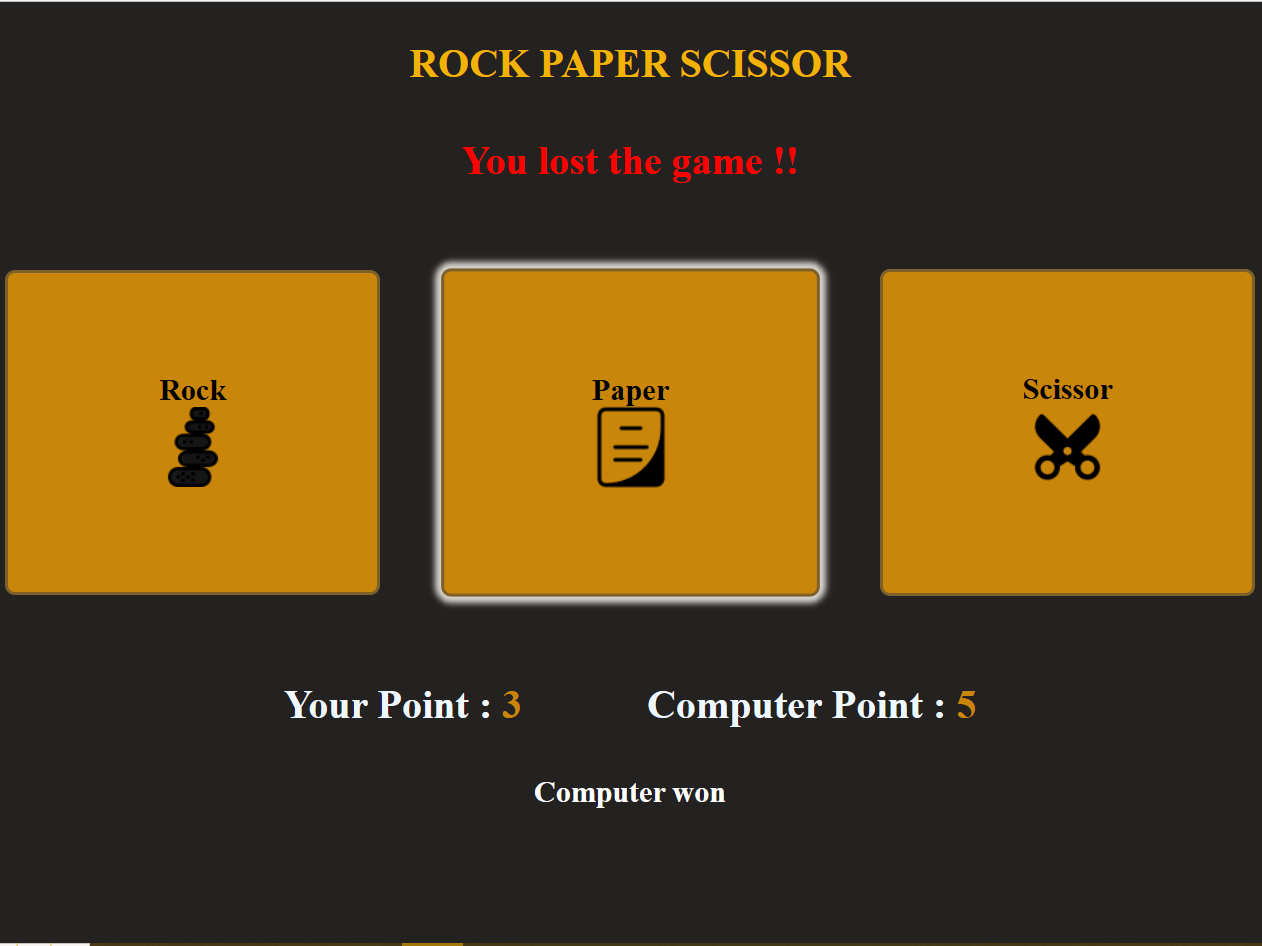 ROCK PAPER SCISSOR
You lost the game !!
Rock
Paper
Scissor
Your Point : 3
Computer Point : 5
Computer won